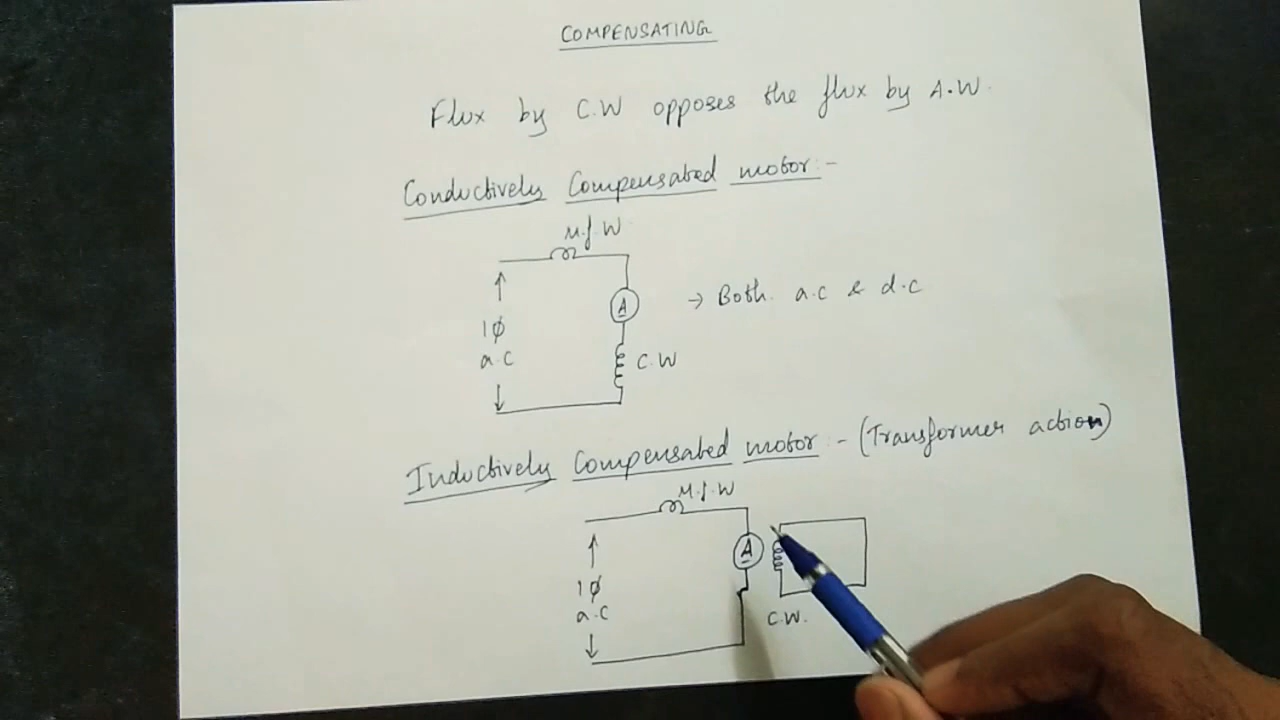 COMPENSATING
Flux by C.W opposes the flux by A.W.
Conductively Compensated motor:-
M.f.W
1ϕ
a.c
A
C.W
→ Both a.c & d.c
Inductively Compensated motor:- (Transformer action)
M.f.W
1ϕ
a.c
A
C.W.